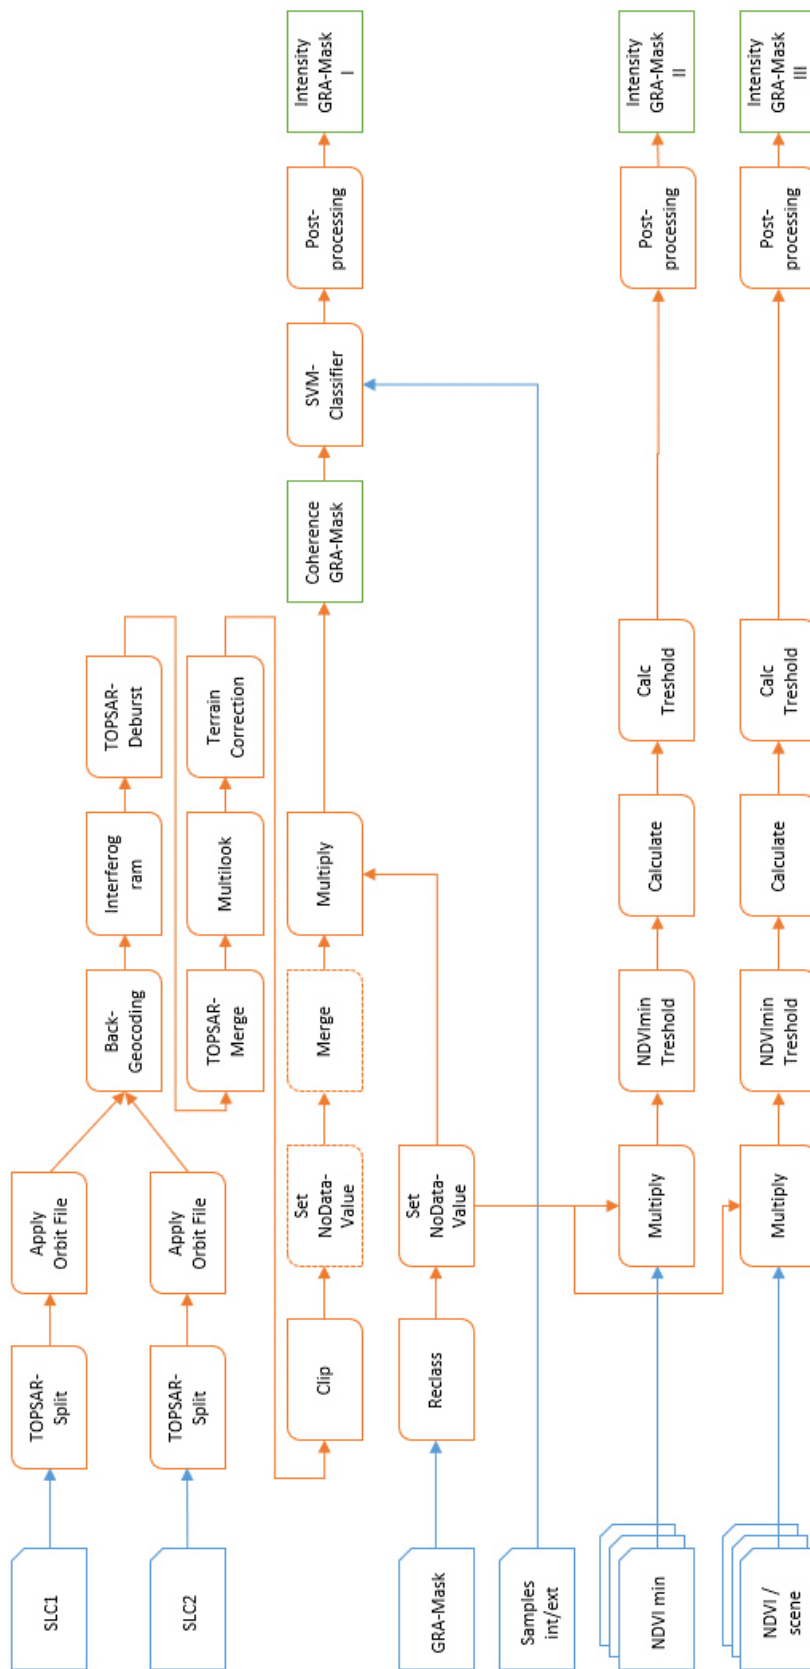 SLC1
TOPSAR-
Split
Apply
Orbit File
SLC2
TOPSAR-
Split
Apply
Orbit File
Back-
Geocoding
Interferog
ram
TOPSAR-
Deburst
TOPSAR-
Merge
Multilook
Terrain
Correction
Clip
Set
NoData-
Value
Merge
Multiply
Coherence
GRA-Mask
SVM-
Classifier
Post-
processing
Intensity
GRA-Mask
I
GRA-Mask
Reclass
Set
NoData-
Value
Samples
int/ext
NDVI min
Multiply
NDVImin
Treshold
Calculate
Calc
Treshold
Post-
processing
Intensity
GRA-Mask
II
NDVI /
scene
Multiply
NDVImin
Treshold
Calculate
Calc
Treshold
Post-
processing
Intensity
GRA-Mask
III